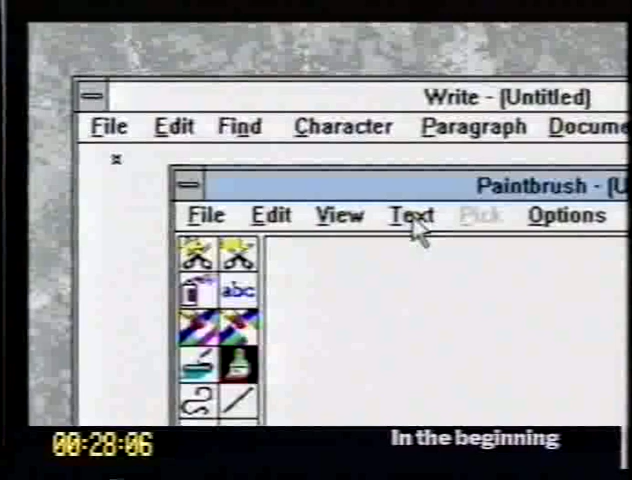 Write - (Untitled)
File Edit Find Character Paragraph Docume
x
Paintbrush - (U
File Edit View Text Pick Options
abc
00:28:06
In the beginning